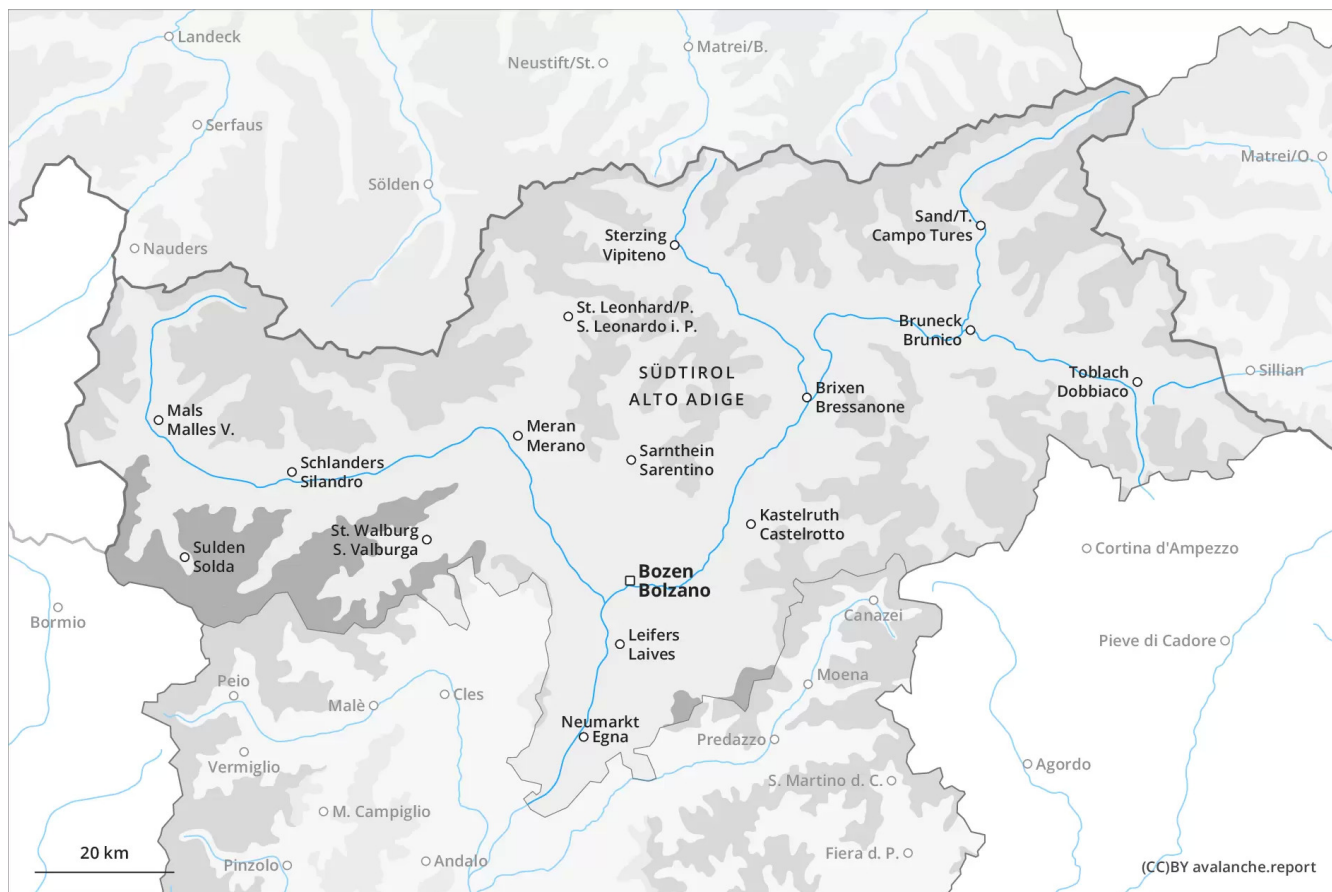 Landeck
Matrei/B.
Neustift/St.
Serfaus
Matrei/O.
Sölden
Nauders
Sand/T.
Campo Tures
Sterzing
Vipiteno
St. Leonhard/P.
S. Leonardo i. P.
Bruneck
Brunico
SÜDTIROL
ALTO ADIGE
Toblach
Dobbiaco
Sillian
Brixen
Bressanone
Mals
Malles V.
Meran
Merano
Schlanders
Silandro
Sarnthein
Sarentino
Kastelruth
Castelrotto
St. Walburg
S. Valburga
Sulden
Solda
Cortina d'Ampezzo
Bozen
Bolzano
Bormio
Canazei
Leifers
Laives
Pieve di Cadore
Peio
Moena
Malè
Cles
Neumarkt
Egna
Predazzo
Vermiglio
Agordo
S. Martino d. C.
M. Campiglio
20 km
Pinzolo
Andalo
Fiera d. P.
(CC)BY avalanche.report